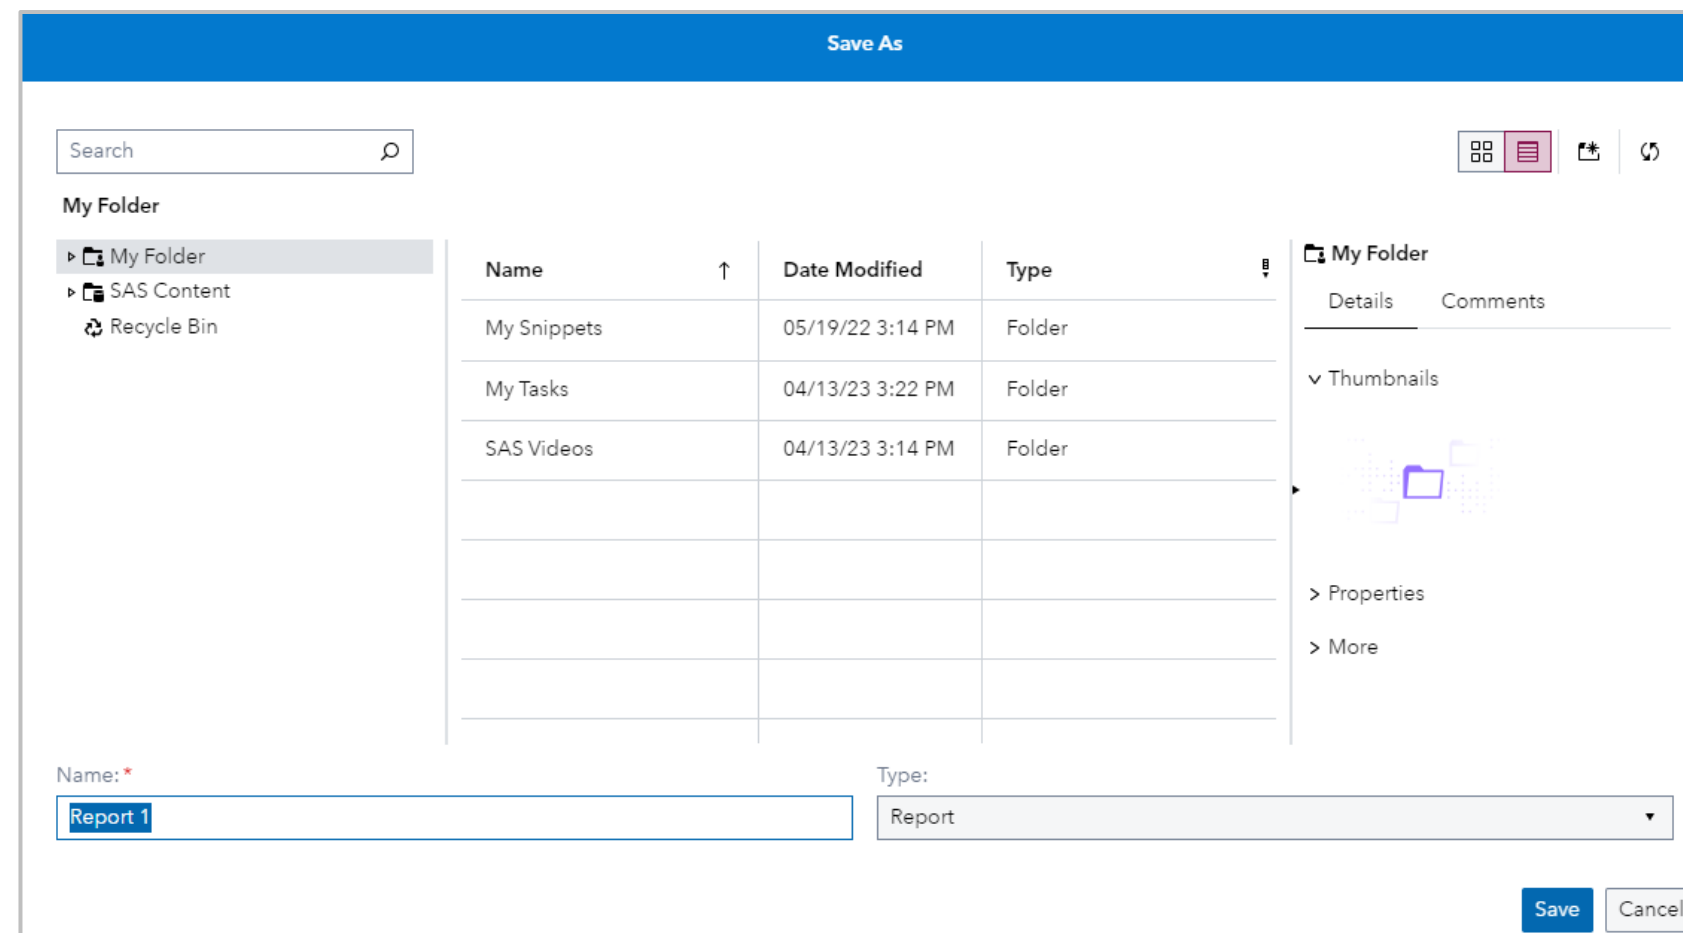 Save As
Search
My Folder
My Folder
SAS Content
Recycle Bin
Name Date Modified Type
My Snippets 05/19/22 3:14 PM Folder
My Tasks 04/13/23 3:22 PM Folder
SAS Videos 04/13/23 3:14 PM Folder
My Folder
Details Comments
Thumbnails
Properties
More
Name: *
Report 1
Type:
Report
Save Cancel